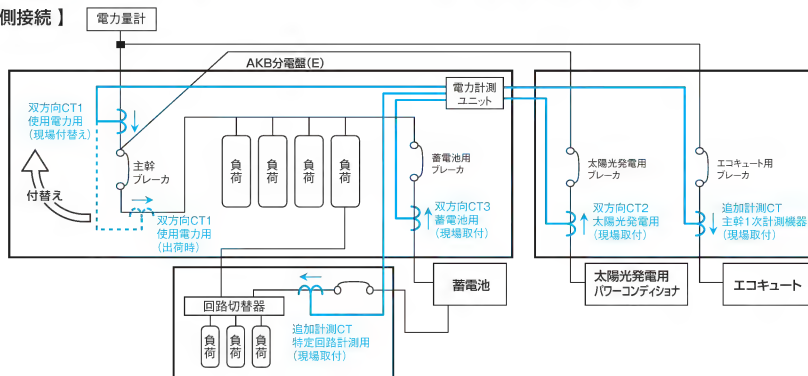 側接続 】
電力量計
AKB分電盤(E)
電力計測
ユニット
双方向CT1
使用電力用
(現場付替え)
主幹
ブレーカ
付替え
双方向CT1
使用電力用
(出荷時)
負荷
負荷
負荷
負荷
蓄電池用
ブレーカ
双方向CT3
蓄電池用
(現場取付)
太陽光発電用
ブレーカ
双方向CT2
太陽光発電用
(現場取付)
エコキュート用
ブレーカ
追加計測CT
主幹1次計測機器
(現場取付)
蓄電池
太陽光発電用
パワーコンディショナ
エコキュート
回路切替器
負荷
負荷
負荷
追加計測CT
特定回路計測用
(現場取付)